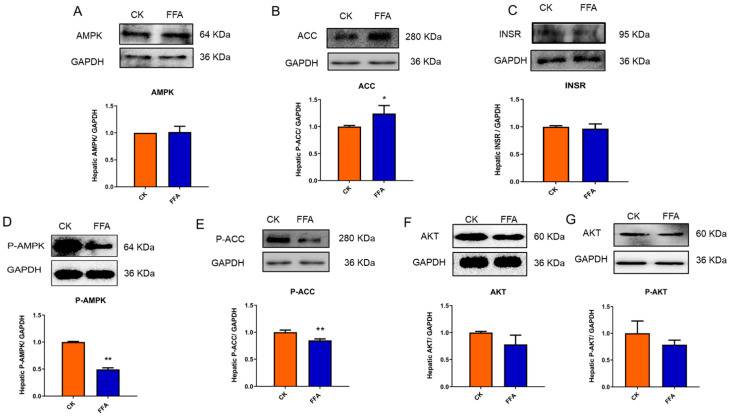 A
CK FFA
AMPK 64 KDa
GAPDH 36 KDa
AMPK
Hepatic AMPK/ GAPDH
1.5
1.0
0.5
0.0
CK
FFA
B
CK FFA
ACC 280 KDa
GAPDH 36 KDa
ACC
Hepatic P-ACC/ GAPDH
1.5
1.0
0.5
0.0
*
CK
FFA
C
CK FFA
INSR 95 KDa
GAPDH 36 KDa
INSR
Hepatic INSR / GAPDH
1.5
1.0
0.5
0.0
CK
FFA
D
CK FFA
P-AMPK 64 KDa
GAPDH 36 KDa
P-AMPK
Hepatic P-AMPK/ GAPDH
1.5
1.0
0.5
0.0
**
CK
FFA
E
CK FFA
P-ACC 280 KDa
GAPDH 36 KDa
P-ACC
Hepatic P-ACC/ GAPDH
1.5
1.0
0.5
0.0
**
CK
FFA
F
CK FFA
AKT 60 KDa
GAPDH 36 KDa
AKT
Hepatic AKT/ GAPDH
1.5
1.0
0.5
0.0
CK
FFA
G
CK FFA
AKT 60 KDa
GAPDH 36 KDa
P-AKT
Hepatic P-AKT/ GAPDH
1.5
1.0
0.5
0.0
CK
FFA